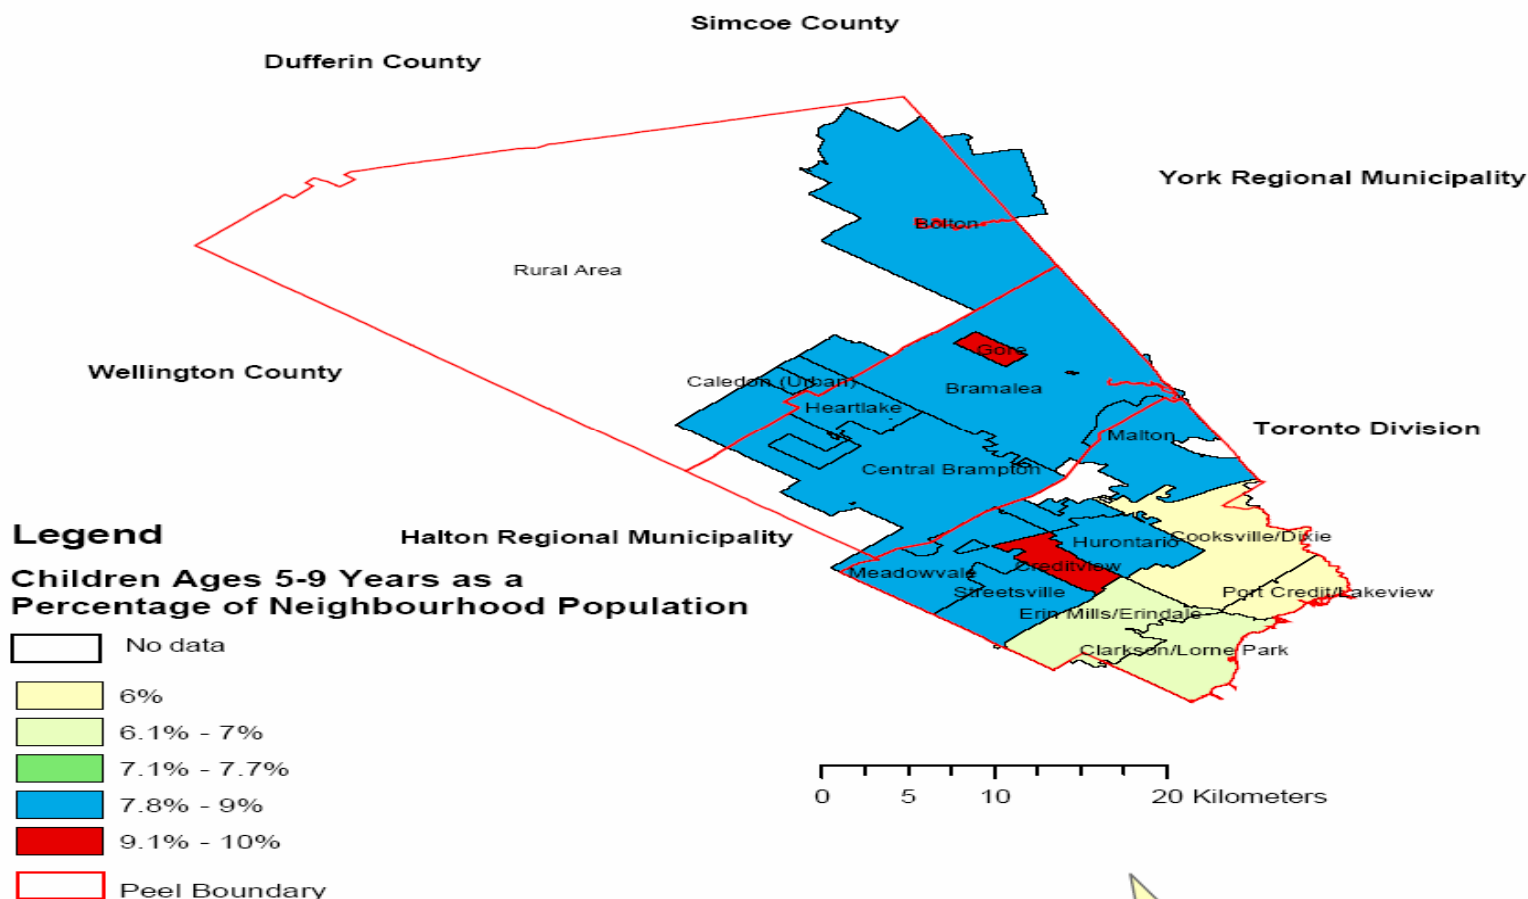 Simcoe County
Dufferin County
York Regional Municipality
Bolton
Rural Area
Gore
Wellington County
Caledon (Urban)
Bramalea
Heartlake
Malton
Toronto Division
Central Brampton
Legend
Halton Regional Municipality
Cooksville/Dixie
Hurontario
Creditview
Meadowvale
Children Ages 5-9 Years as a
Percentage of Neighbourhood Population
Streetsville
Port Credit/Lakeview
Erin Mills/Erindale
Clarkson/Lorne Park
No data
6%
6.1% - 7%
7.1% - 7.7%
7.8% - 9%
9.1% - 10%
Peel Boundary
0 5 10 20 Kilometers